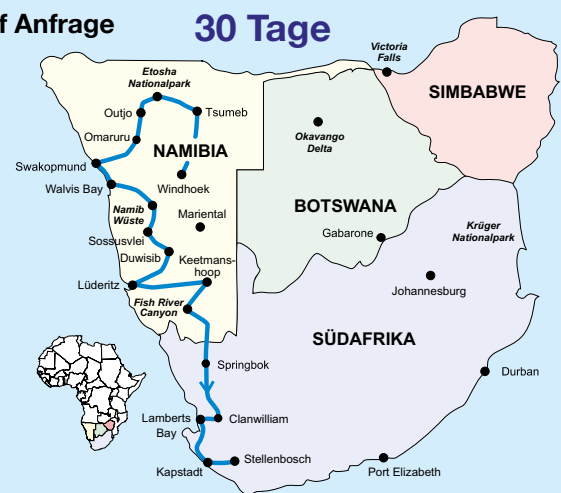 f Anfrage
30 Tage
Victoria
Falls
Etosha
Nationalpark
SIMBABWE
Outjo
Tsumeb
Okavango
Delta
Omaruru
NAMIBIA
Swakopmund
Windhoek
Walvis Bay
BOTSWANA
Namib
Wüste
Mariental
Krüger
Nationalpark
Gabarone
Sossusvlei
Duwisib
Keetmans-
hoop
Lüderitz
Johannesburg
Fish River
Canyon
SÜDAFRIKA
Springbok
Durban
Lamberts
Bay
Clanwilliam
Stellenbosch
Kapstadt
Port Elizabeth